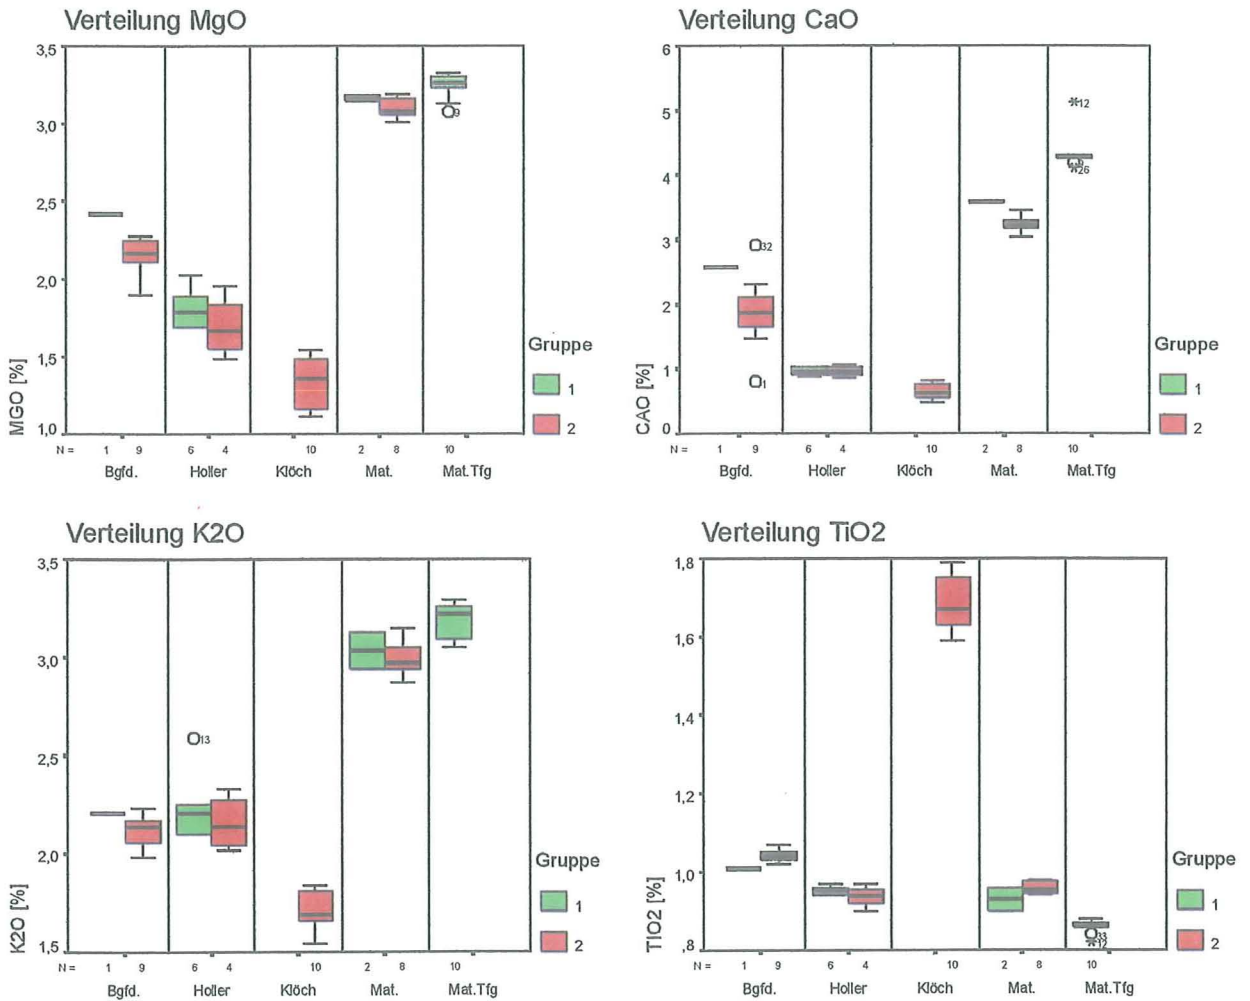 Verteilung MgO
3,5
3,0
2,5
2,0
1,5
1,0
MGO [%]
9
N = 1 9 6 4 10 2 8 10
Bgfd. Holler Klöch Mat. Mat.Tfg
Gruppe
1
2
Verteilung CaO
6
5
4
3
2
1
0
CAO [%]
32
1
12
26
N = 1 9 6 4 10 2 8 10
Bgfd. Holler Klöch Mat. Mat.Tfg
Gruppe
1
2
Verteilung K2O
3,5
3,0
2,5
2,0
1,5
K2O [%]
13
N = 1 9 6 4 10 2 8 10
Bgfd. Holler Klöch Mat. Mat.Tfg
Gruppe
1
2
Verteilung TiO2
1,8
1,6
1,4
1,2
1,0
,8
TIO2 [%]
33
12
N = 1 9 6 4 10 2 8 10
Bgfd. Holler Klöch Mat. Mat.Tfg
Gruppe
1
2